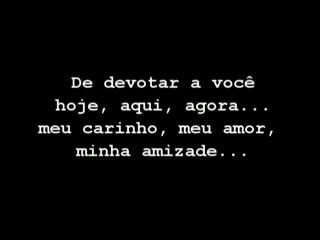 De devotar a você
hoje, aqui, agora...
meu carinho, meu amor,
minha amizade...